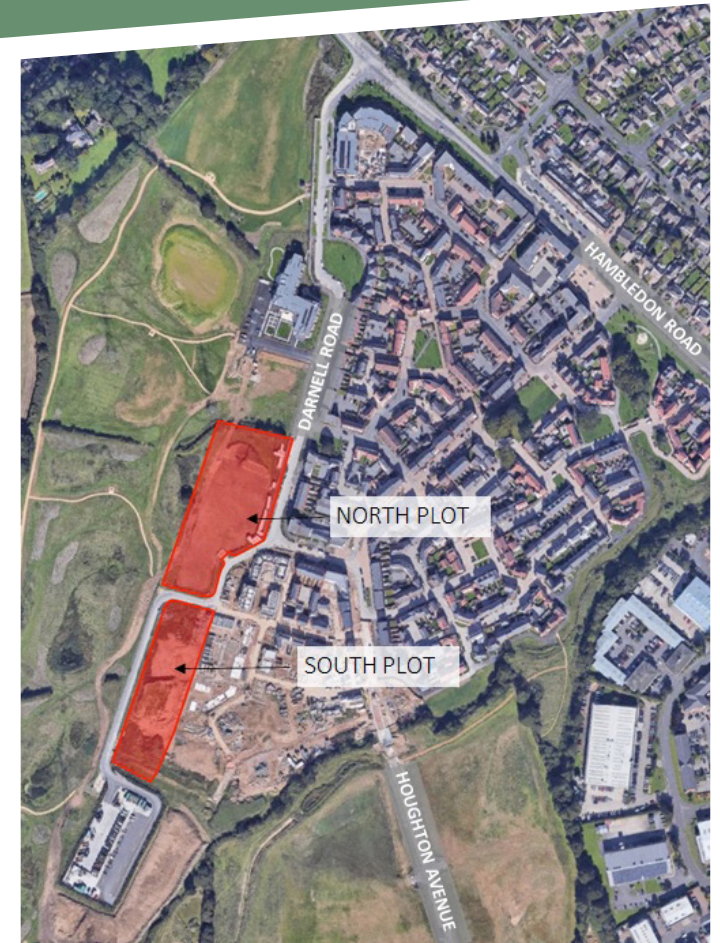 HAMBLEDON ROAD
DARNELL ROAD
NORTH PLOT
SOUTH PLOT
HOUGHTON AVENUE